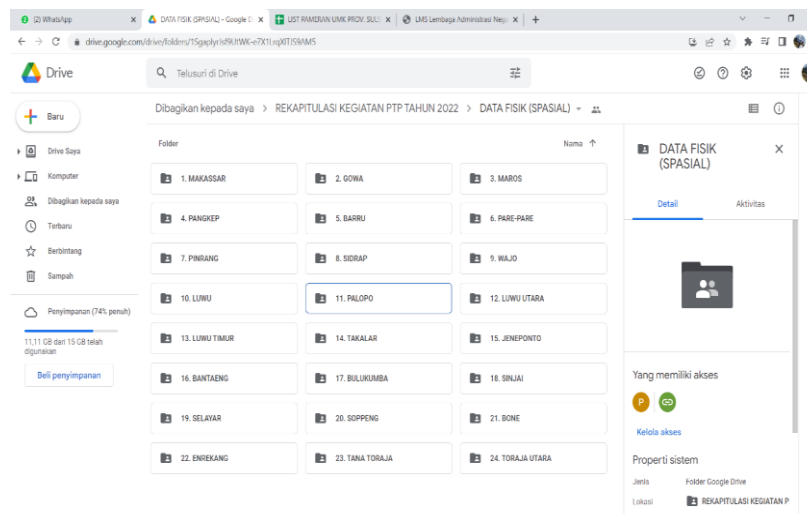 (2) WhatsApp
DATA FISIK (SPASIAL) - Google D
LIST PAMERAN UMK PROV. SULS
LMS Lembaga Administrasi Nega
drive.google.com/drive/folders/
Drive
Telusuri di Drive
Baru
Drive Saya
Komputer
Dibagikan kepada saya
Terbaru
Berbintang
Sampah
Penyimpanan (74% penuh)
11,11 GB dari 15 GB telah
digunakan
Beli penyimpanan
Dibagikan kepada saya > REKAPITULASI KEGIATAN PTP TAHUN 2022 > DATA FISIK (SPASIAL)
Folder
Nama
1. MAKASSAR
2. GOWA
3. MAROS
4. PANGKEP
5. BARRU
6. PARE-PARE
7. PINRANG
8. SIDRAP
9. WAJO
10. LUWU
11. PALOPO
12. LUWU UTARA
13. LUWU TIMUR
14. TAKALAR
15. JENEPONTO
16. BANTAENG
17. BULUKUMBA
18. SINJAI
19. SELAYAR
20. SOPPENG
21. BONE
22. ENREKANG
23. TANA TORAJA
24. TORAJA UTARA
DATA FISIK
(SPASIAL)
Detail
Aktivitas
Yang memiliki akses
P
Kelola akses
Properti sistem
Jenis
Folder Google Drive
Lokasi
REKAPITULASI KEGIATAN P